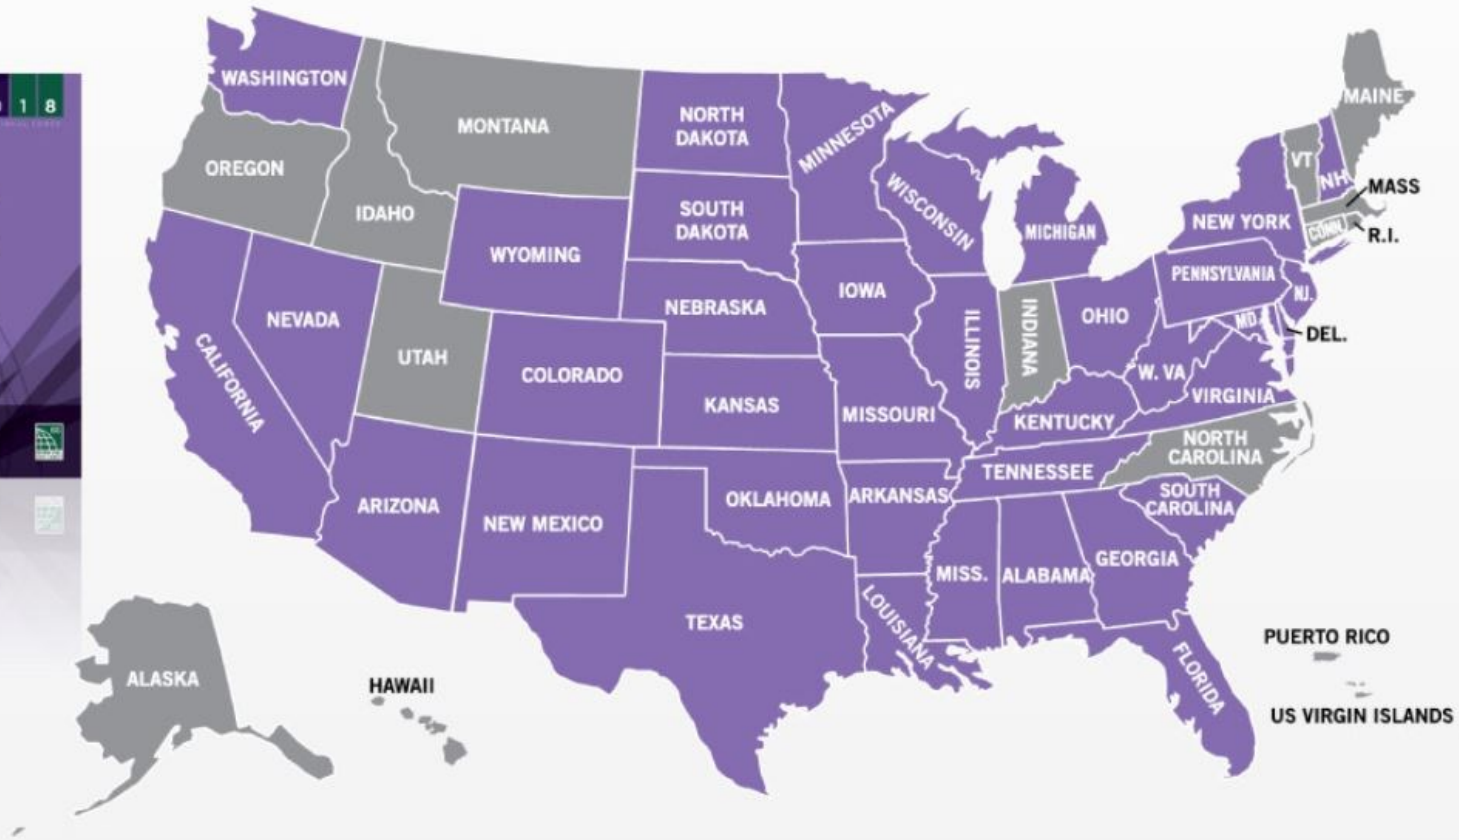 1 8
WASHINGTON
OREGON
MONTANA
IDAHO
NORTH
DAKOTA
MINNESOTA
SOUTH
DAKOTA
WISCONSIN
MICHIGAN
WYOMING
NEVADA
CALIFORNIA
UTAH
COLORADO
NEBRASKA
IOWA
KANSAS
MISSOURI
ILLINOIS
INDIANA
OHIO
KENTUCKY
W. VA
VIRGINIA
PENNSYLVANIA
NEW YORK
VT
NH
MAINE
MASS
CONN.
R.I.
NJ.
MD.
DEL.
NORTH
CAROLINA
SOUTH
CAROLINA
TENNESSEE
ARKANSAS
OKLAHOMA
ARIZONA
NEW MEXICO
TEXAS
LOUISIANA
MISS.
ALABAMA
GEORGIA
FLORIDA
ALASKA
HAWAII
PUERTO RICO
US VIRGIN ISLANDS